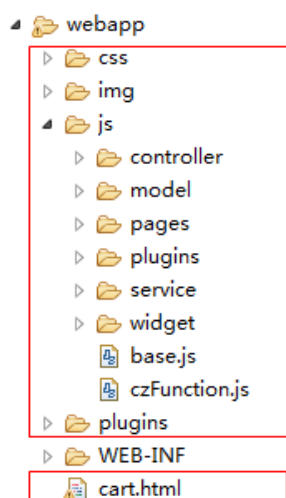 webapp
css
img
js
controller
model
pages
plugins
service
widget
base.js
czFunction.js
plugins
WEB-INF
cart.html